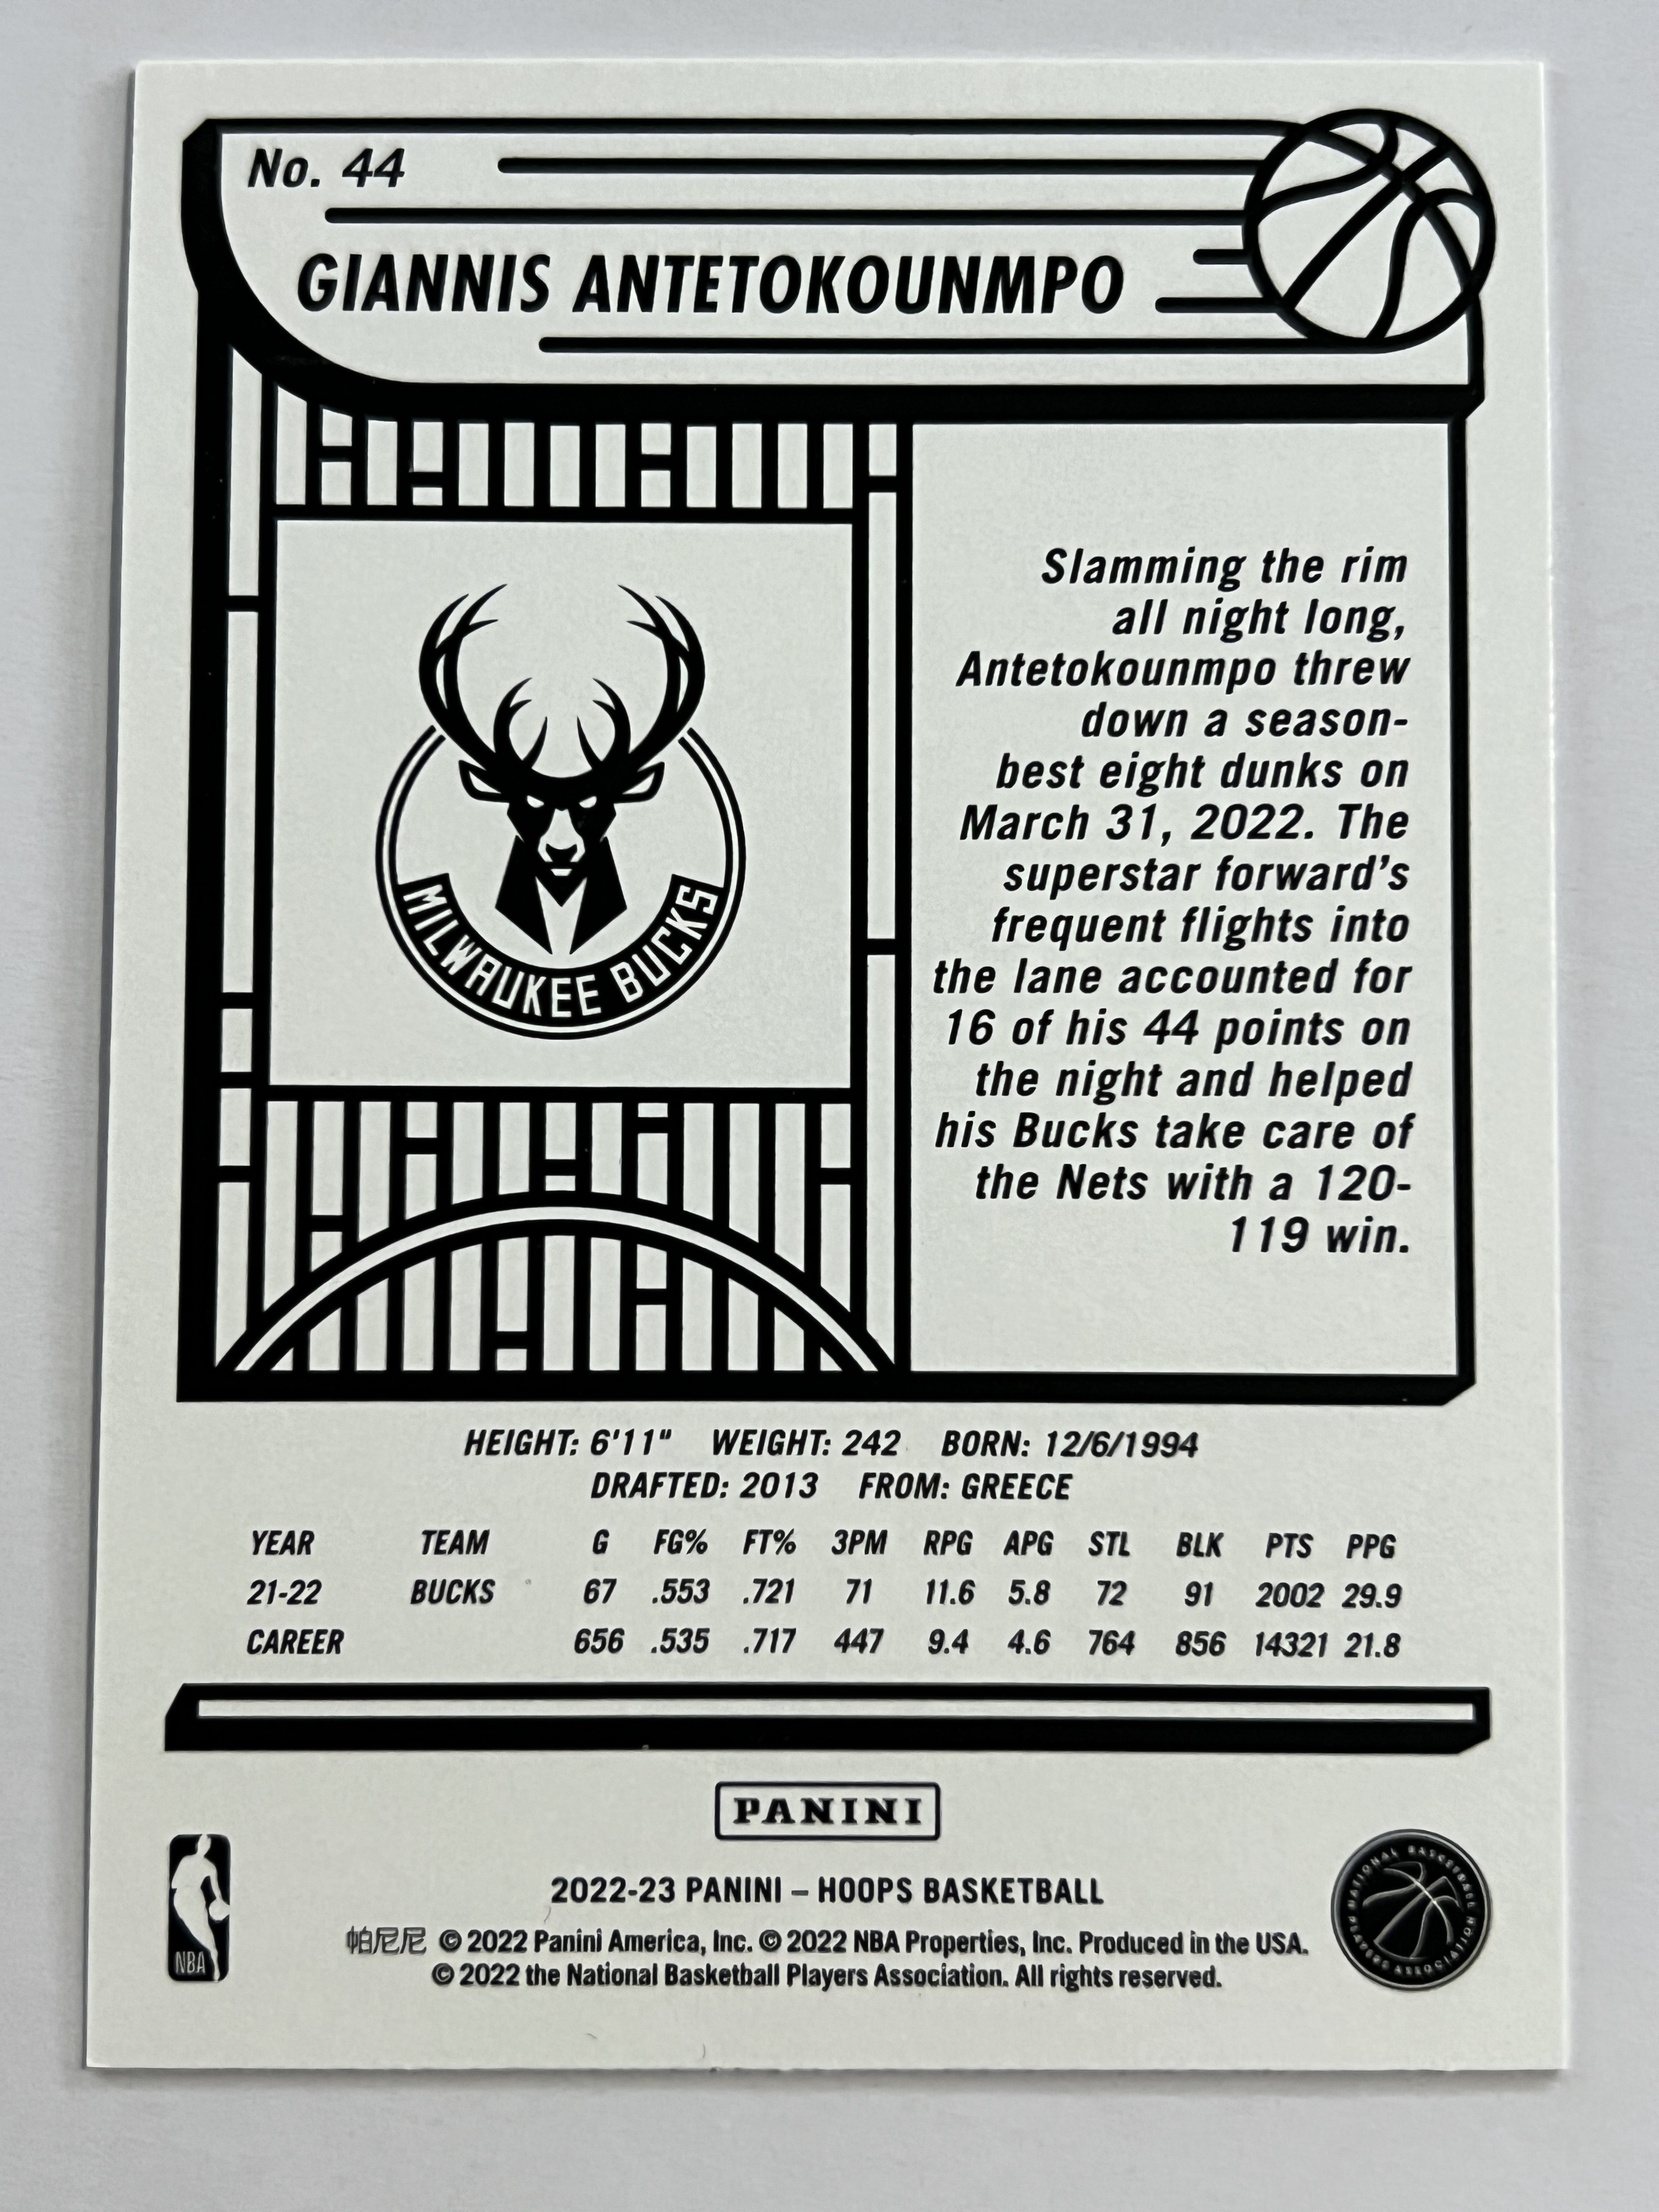 No. 44
GIANNIS ANTETOKOUNMPO
MILWAUKEE BUCKS
Slamming the rim
all night long,
Antetokounmpo threw
down a season-
best eight dunks on
March 31, 2022. The
superstar forward's
frequent flights into
the lane accounted for
16 of his 44 points on
the night and helped
his Bucks take care of
the Nets with a 120-
119 win.
HEIGHT: 6'11" WEIGHT: 242 BORN: 12/6/1994
DRAFTED: 2013 FROM: GREECE
YEAR TEAM G FG% FT% 3PM RPG APG STL BLK PTS PPG
21-22 BUCKS 67 .553 .721 71 11.6 5.8 72 91 2002 29.9
CAREER 656 .535 .717 447 9.4 4.6 764 856 14321 21.8
PANINI
2022-23 PANINI – HOOPS BASKETBALL
帕尼尼 © 2022 Panini America, Inc. © 2022 NBA Properties, Inc. Produced in the USA.
© 2022 the National Basketball Players Association. All rights reserved.
NBA
NATIONAL BASKETBALL PLAYERS ASSOCIATION